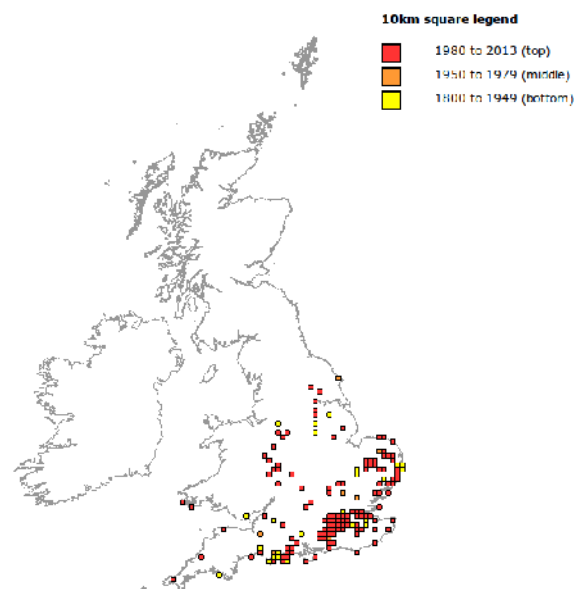 10km square legend
1980 to 2013 (top)
1950 to 1979 (middle)
1800 to 1949 (bottom)